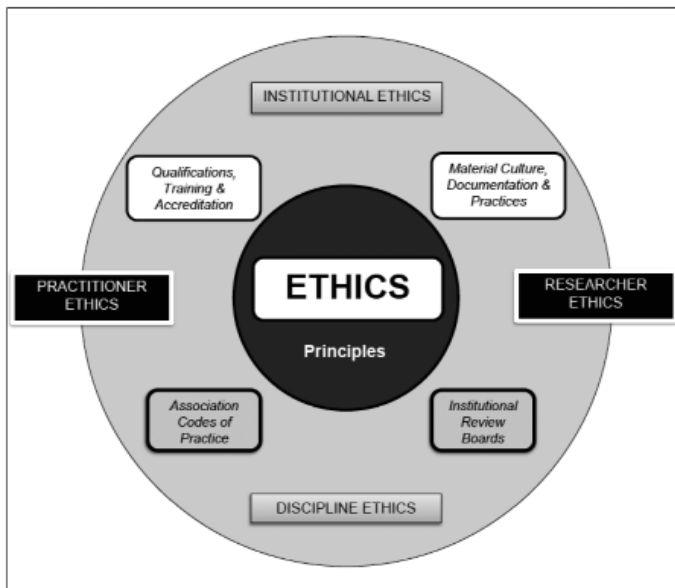 INSTITUTIONAL ETHICS
Qualifications,
Training &
Accreditation
Material Culture,
Documentation &
Practices
PRACTITIONER
ETHICS
ETHICS
Principles
RESEARCHER
ETHICS
Association
Codes of
Practice
Institutional
Review
Boards
DISCIPLINE ETHICS